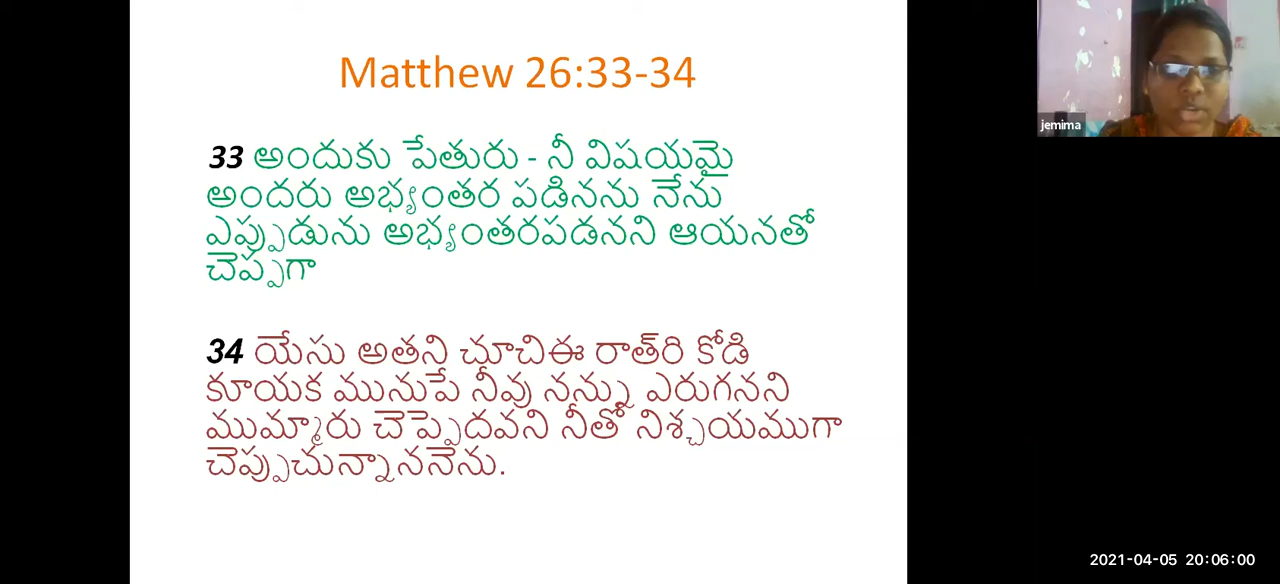 Matthew 26:33-34
33 అందుకు పేతురు - నీ విషయమై
అందరు అభ్యంతర పడినను నేను
ఎప్పుడును అభ్యంతరపడనని ఆయనతో
చెప్పగా
34 యేసు అతని చూచిఈ రాత్‌రి కోడి
కూయక మునుపే నీవు నన్ను ఎరుగనని
ముమ్మారు చెప్పెదవని నీతో నిశ్చయముగా
చెప్పుచున్నాననెను.
jemima
2021-04-05 20:06:00